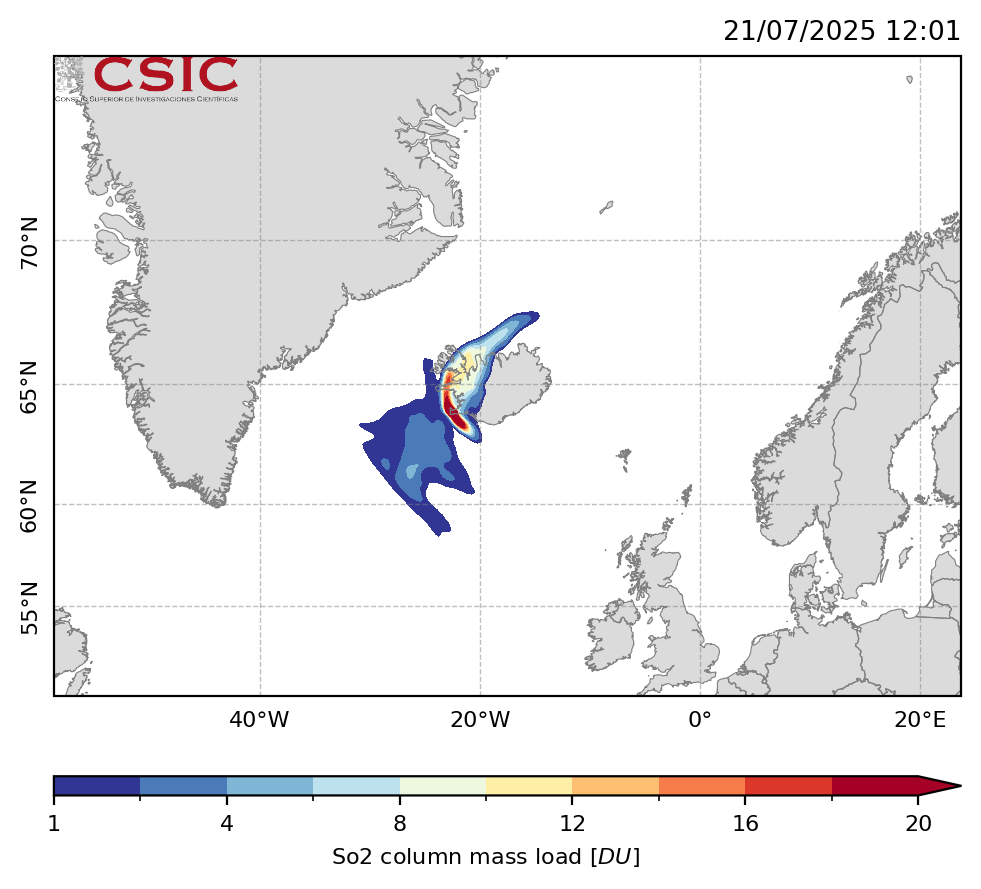 21/07/2025 12:01
CSIC
Consejo Superior de Investigaciones Científicas
70°N
65°N
60°N
55°N
40°W 20°W 0° 20°E
1 4 8 12 16 20
So2 column mass load [DU]